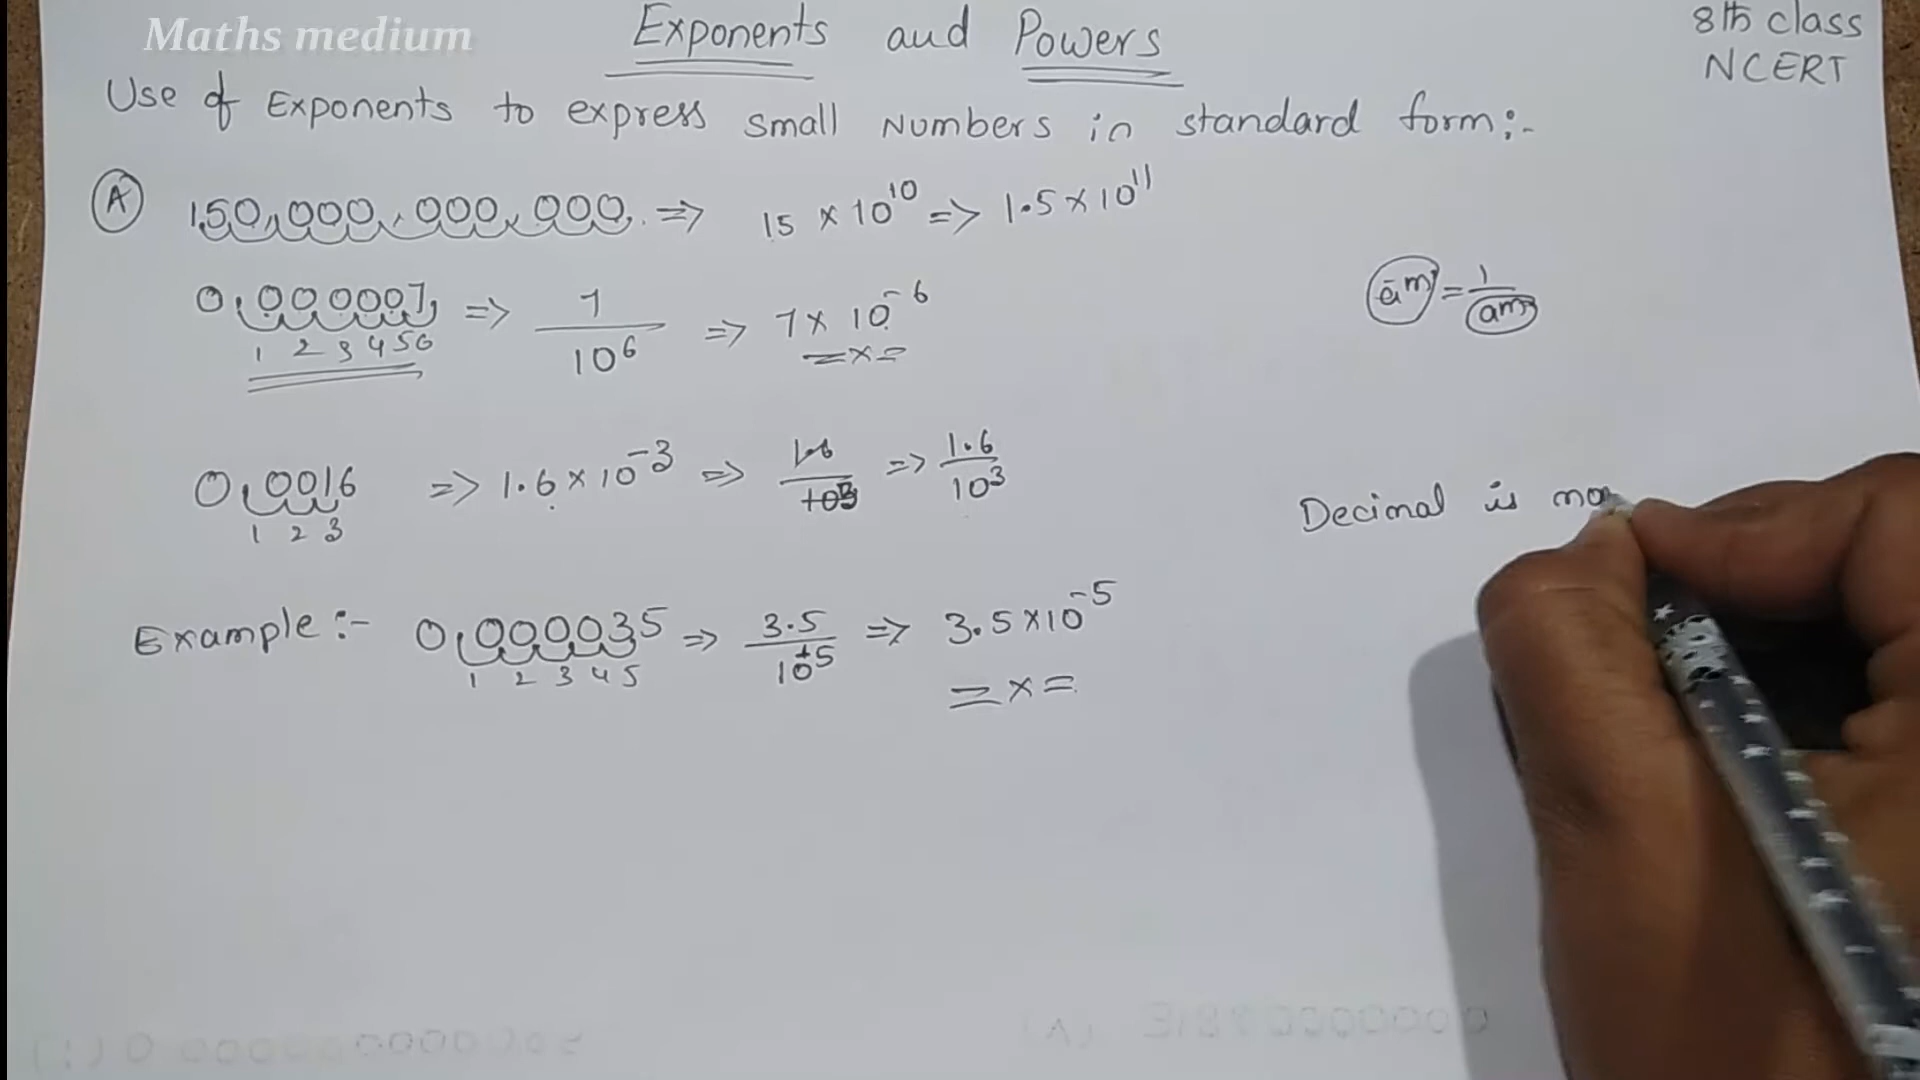 Maths medium
Exponents and Powers
8th class
NCERT
Use of Exponents to express small Numbers in standard form:-
(A) 150,000,000,000. => 15 × 10^10 => 1.5 × 10^11
0.000007 => 7/10^6 => 7 × 10^-6
1 2 3 4 5 6
=x=
a^-m = 1/a^m
0.0016 => 1.6 × 10^-3 => => 1.6/10^3
1 2 3
Decimal is mo
Example:- 0.000035 => 3.5/10^+5 => 3.5 × 10^-5
1 2 3 4 5
=x=